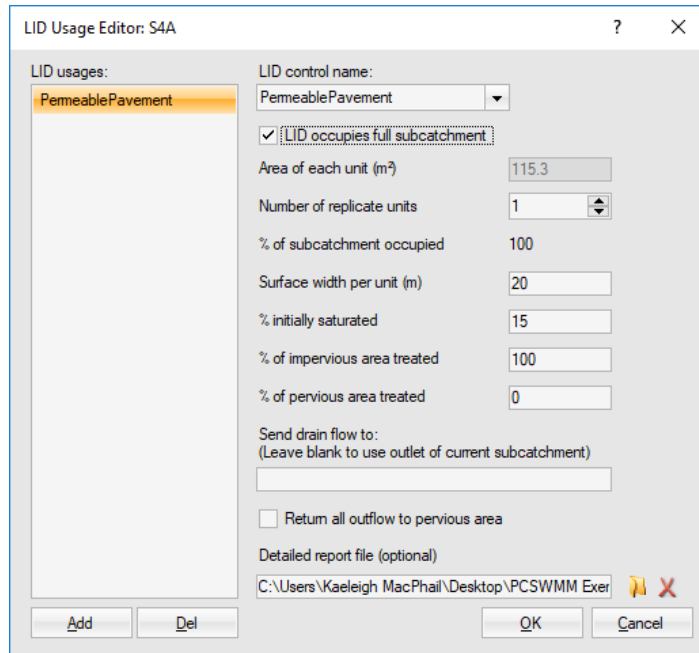 LID Usage Editor: S4A
?
LID usages:
PermeablePavement
LID control name:
PermeablePavement
LID occupies full subcatchment
Area of each unit (m²)
115.3
Number of replicate units
1
% of subcatchment occupied
100
Surface width per unit (m)
20
% initially saturated
15
% of impervious area treated
100
% of pervious area treated
0
Send drain flow to:
(Leave blank to use outlet of current subcatchment)
Return all outflow to pervious area
Detailed report file (optional)
C:\Users\Kaeleigh MacPhail\Desktop\PCSWMM Exer
Add
Del
OK
Cancel